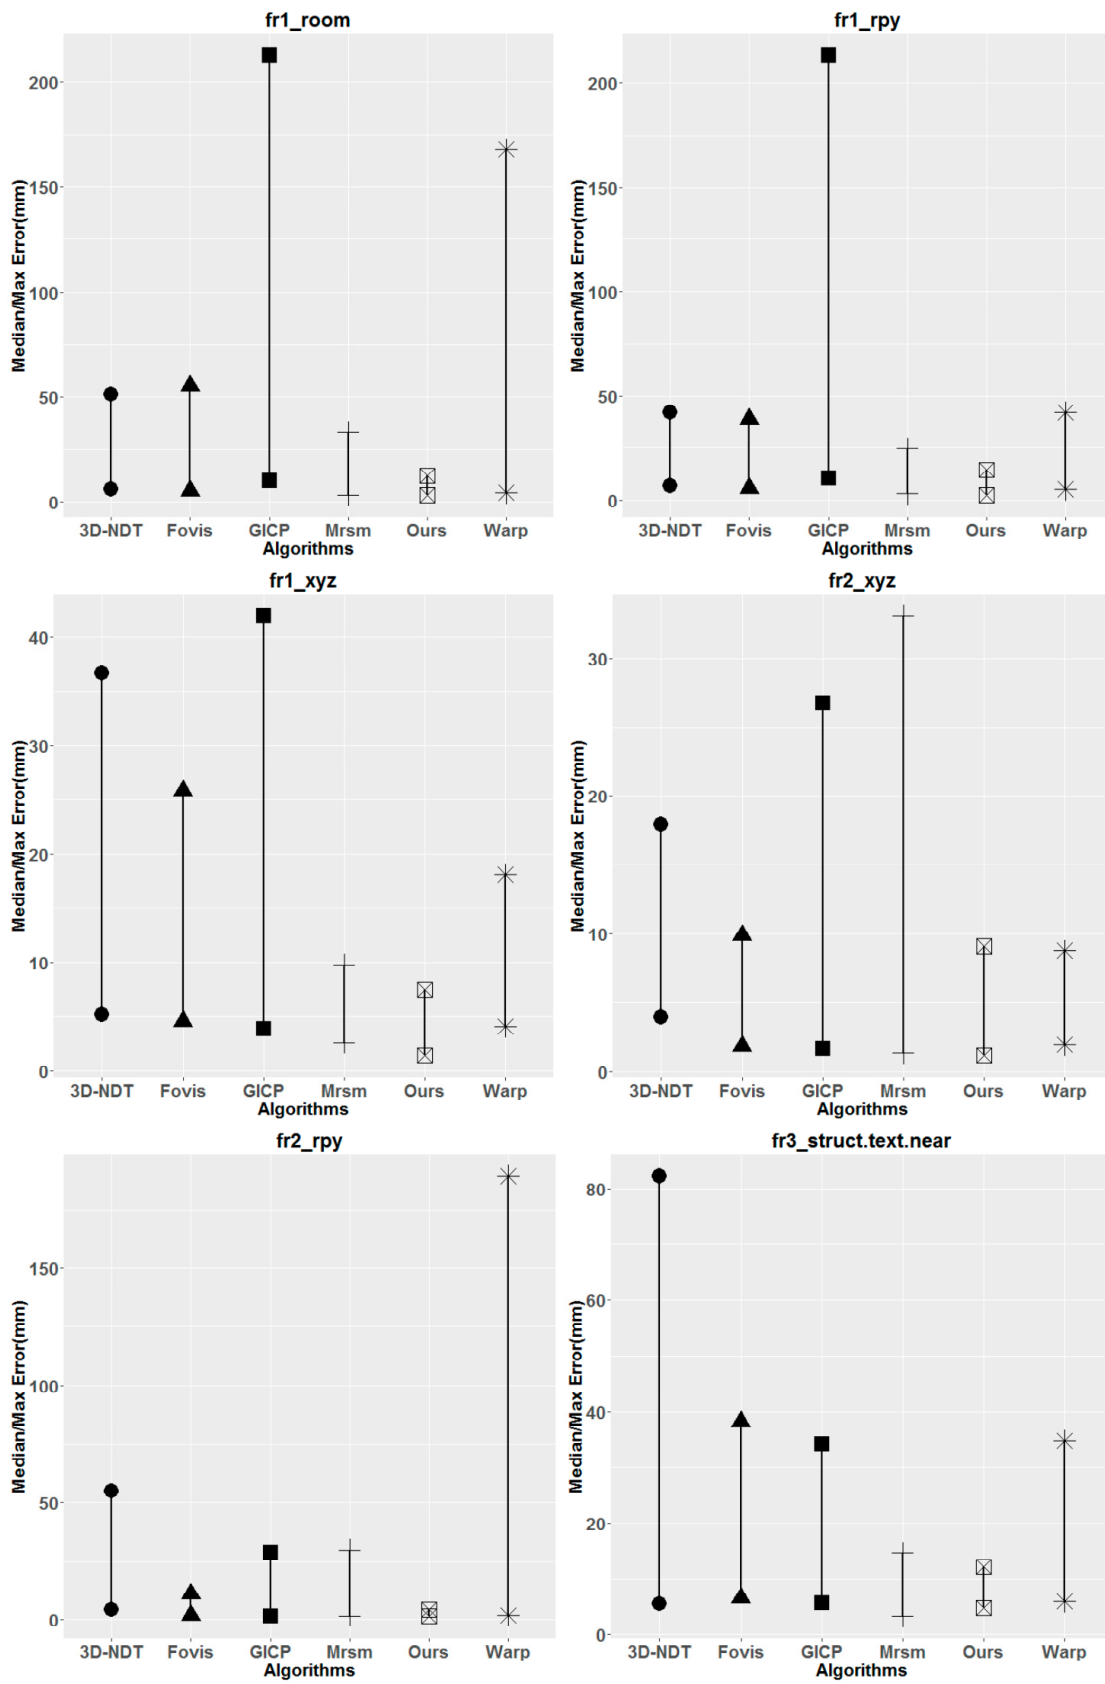 fr1_room
Median/Max Error(mm)
200
150
100
50
0
3D-NDT Fovis GICP Mrsm Ours Warp
Algorithms
fr1_rpy
Median/Max Error(mm)
200
150
100
50
0
3D-NDT Fovis GICP Mrsm Ours Warp
Algorithms
fr1_xyz
Median/Max Error(mm)
40
30
20
10
0
3D-NDT Fovis GICP Mrsm Ours Warp
Algorithms
fr2_xyz
Median/Max Error(mm)
30
20
10
0
3D-NDT Fovis GICP Mrsm Ours Warp
Algorithms
fr2_rpy
Median/Max Error(mm)
150
100
50
0
3D-NDT Fovis GICP Mrsm Ours Warp
Algorithms
fr3_struct.text.near
Median/Max Error(mm)
80
60
40
20
0
3D-NDT Fovis GICP Mrsm Ours Warp
Algorithms